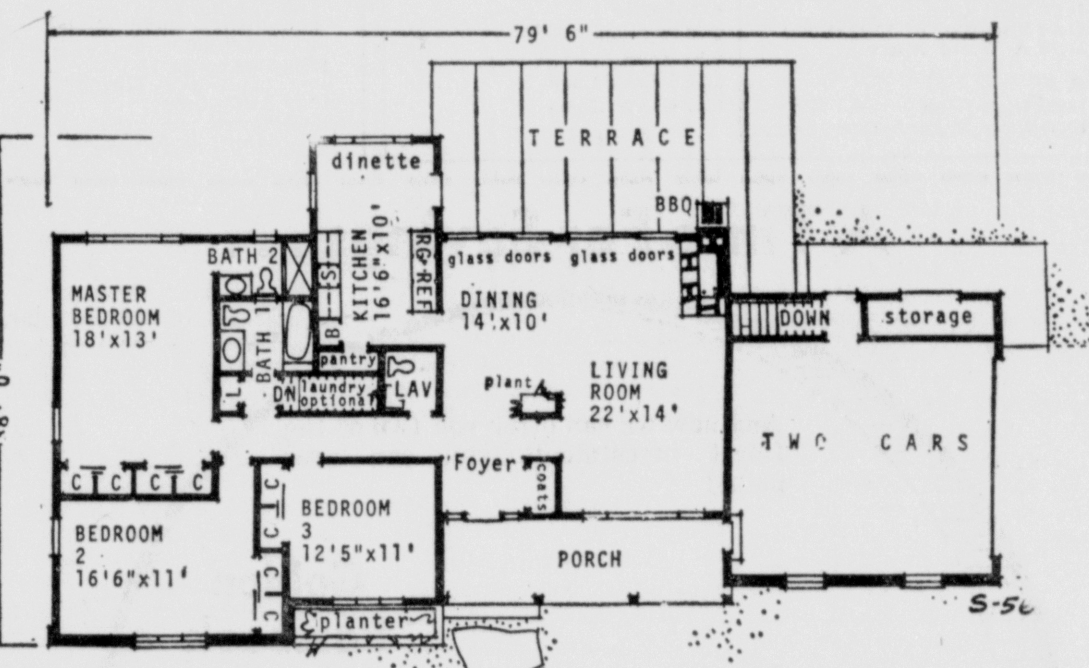 79' 6"
TERRACE
dinette
BBQ
BATH 2
KITCHEN
16'6"x10'
S
RG-REF
glass doors
glass doors
MASTER
BEDROOM
18'x13'
DINING
14'x10'
DOWN
storage
BATH 1
B
pantry
L
DN
laundry
optional
LAV
plant
LIVING
ROOM
22'x14'
TWO CARS
C C C C
Foyer
coats
C
C
BEDROOM
3
12'5"x11'
BEDROOM
2
16'6"x11'
C
C
PORCH
planter